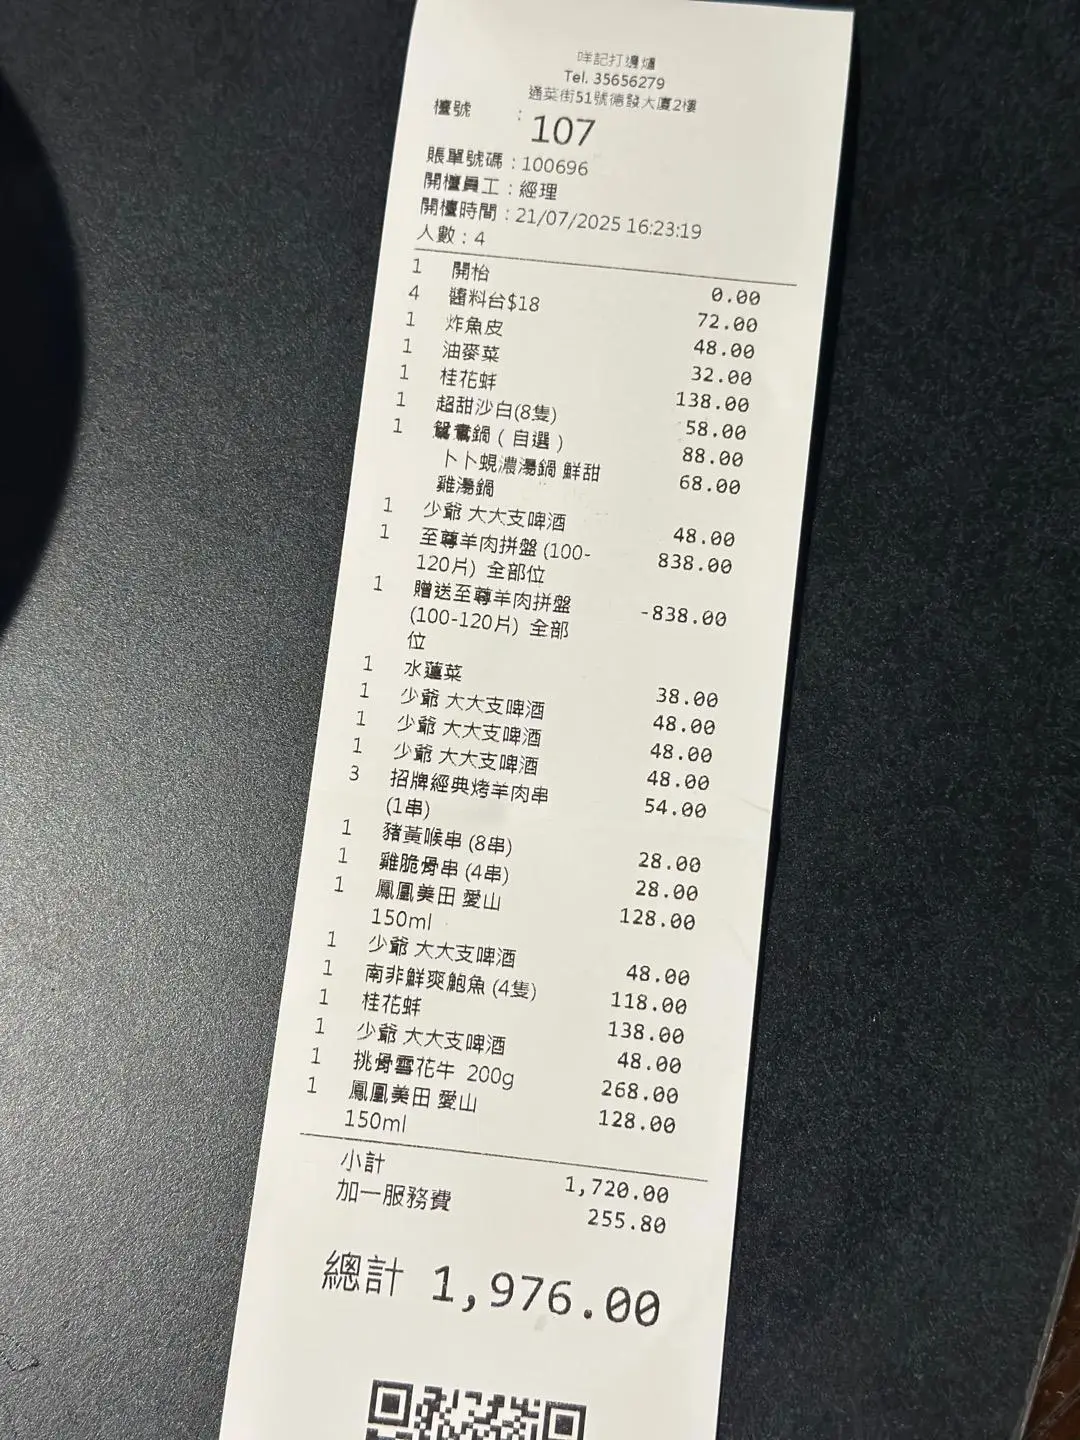 咩記打邊爐
Tel. 35656279
通菜街51號德發大廈2樓
檯號 : 107
賬單號碼 : 100696
開檯員工 : 經理
開檯時間 : 21/07/2025 16:23:19
人數 : 4
1 開枱 0.00
4 醬料台$18 72.00
1 炸魚皮 48.00
1 油麥菜 32.00
1 桂花蚌 138.00
1 超甜沙白(8隻) 58.00
1 鴛鴦鍋 ( 自選 ) 88.00
卜卜蜆濃湯鍋 鮮甜 68.00
雞湯鍋
1 少爺 大大支啤酒 48.00
1 至尊羊肉拼盤 (100- 838.00
120片) 全部位
1 贈送至尊羊肉拼盤 -838.00
(100-120片) 全部
位
1 水蓮菜 38.00
1 少爺 大大支啤酒 48.00
1 少爺 大大支啤酒 48.00
1 少爺 大大支啤酒 48.00
3 招牌經典烤羊肉串 54.00
(1串)
1 豬黃喉串 (8串) 28.00
1 雞脆骨串 (4串) 28.00
1 鳳凰美田 愛山 128.00
150ml
1 少爺 大大支啤酒 48.00
1 南非鮮爽鮑魚 (4隻) 118.00
1 桂花蚌 138.00
1 少爺 大大支啤酒 48.00
1 挑骨雪花牛 200g 268.00
1 鳳凰美田 愛山 128.00
150ml
小計 1,720.00
加一服務費 255.80
總計 1,976.00